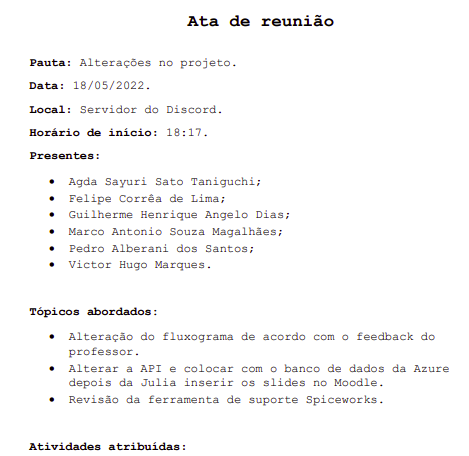 Ata de reunião
Pauta: Alterações no projeto.
Data: 18/05/2022.
Local: Servidor do Discord.
Horário de início: 18:17.
Presentes:
• Agda Sayuri Sato Taniguchi;
• Felipe Corrêa de Lima;
• Guilherme Henrique Angelo Dias;
• Marco Antonio Souza Magalhães;
• Pedro Alberani dos Santos;
• Victor Hugo Marques.
Tópicos abordados:
• Alteração do fluxograma de acordo com o feedback do
professor.
• Alterar a API e colocar com o banco de dados da Azure
depois da Julia inserir os slides no Moodle.
• Revisão da ferramenta de suporte Spiceworks.
Atividades atribuídas: